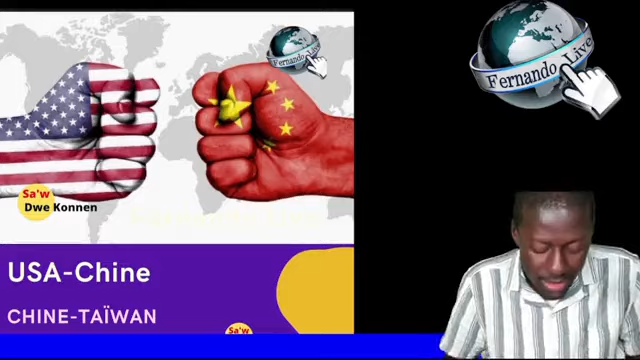 Fernando Live
Fernando Live
Sa'w
Dwe Konnen
USA-Chine
CHINE-TAÏWAN
Sa'w